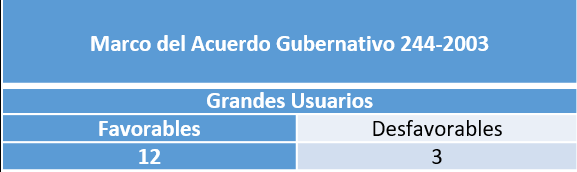 Marco del Acuerdo Gubernativo 244-2003
Grandes Usuarios
Favorables Desfavorables
12 3